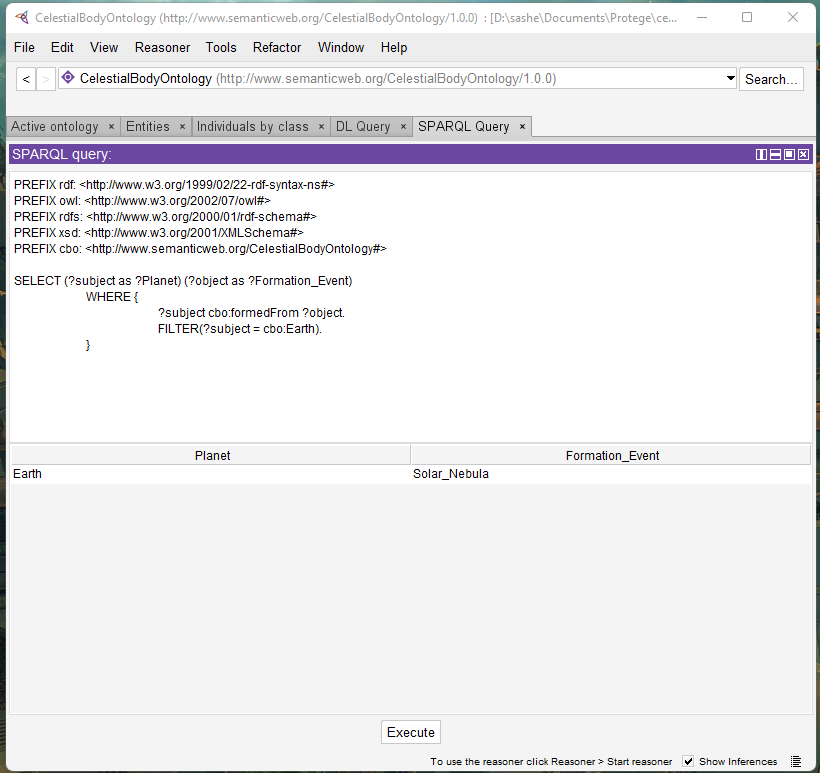 CelestialBodyOntology (http://www.semanticweb.org/CelestialBodyOntology/1.0.0) : [D:\sashe\Documents\Protege\ce...
File Edit View Reasoner Tools Refactor Window Help
< > CelestialBodyOntology (http://www.semanticweb.org/CelestialBodyOntology/1.0.0) Search...
Active ontology × Entities × Individuals by class × DL Query × SPARQL Query ×
SPARQL query:
PREFIX rdf: <http://www.w3.org/1999/02/22-rdf-syntax-ns#>
PREFIX owl: <http://www.w3.org/2002/07/owl#>
PREFIX rdfs: <http://www.w3.org/2000/01/rdf-schema#>
PREFIX xsd: <http://www.w3.org/2001/XMLSchema#>
PREFIX cbo: <http://www.semanticweb.org/CelestialBodyOntology#>
SELECT (?subject as ?Planet) (?object as ?Formation_Event)
WHERE {
?subject cbo:formedFrom ?object.
FILTER(?subject = cbo:Earth).
}
Planet Formation_Event
Earth Solar_Nebula
Execute
To use the reasoner click Reasoner > Start reasoner Show Inferences